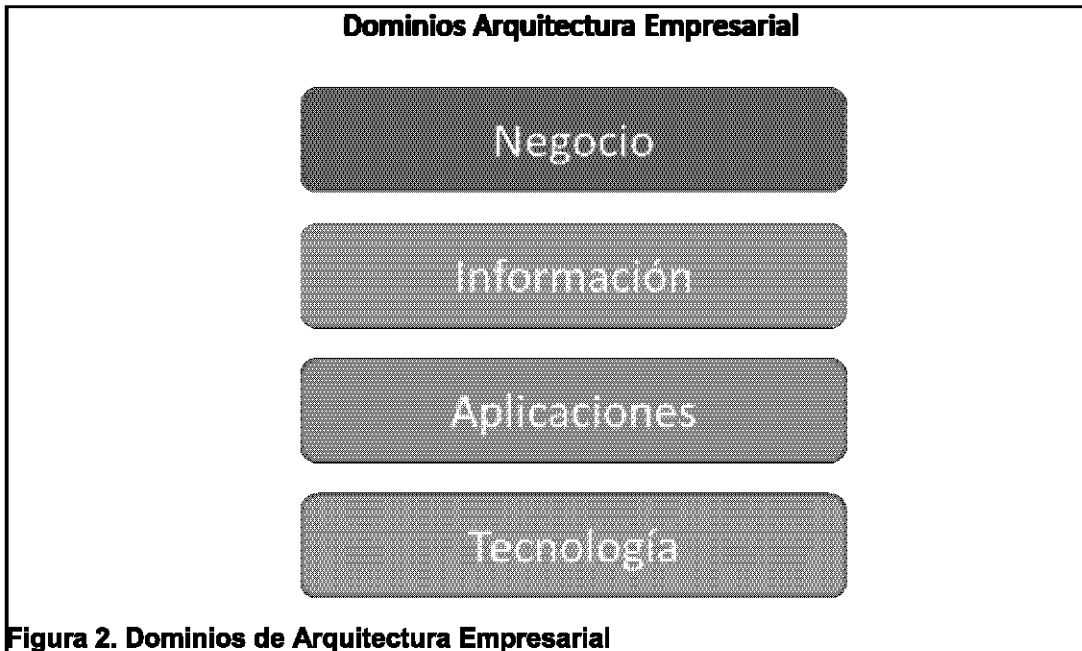 Dominios Arquitectura Empresarial
Negocio
Información
Aplicaciones
Tecnología
Figura 2. Dominios de Arquitectura Empresarial